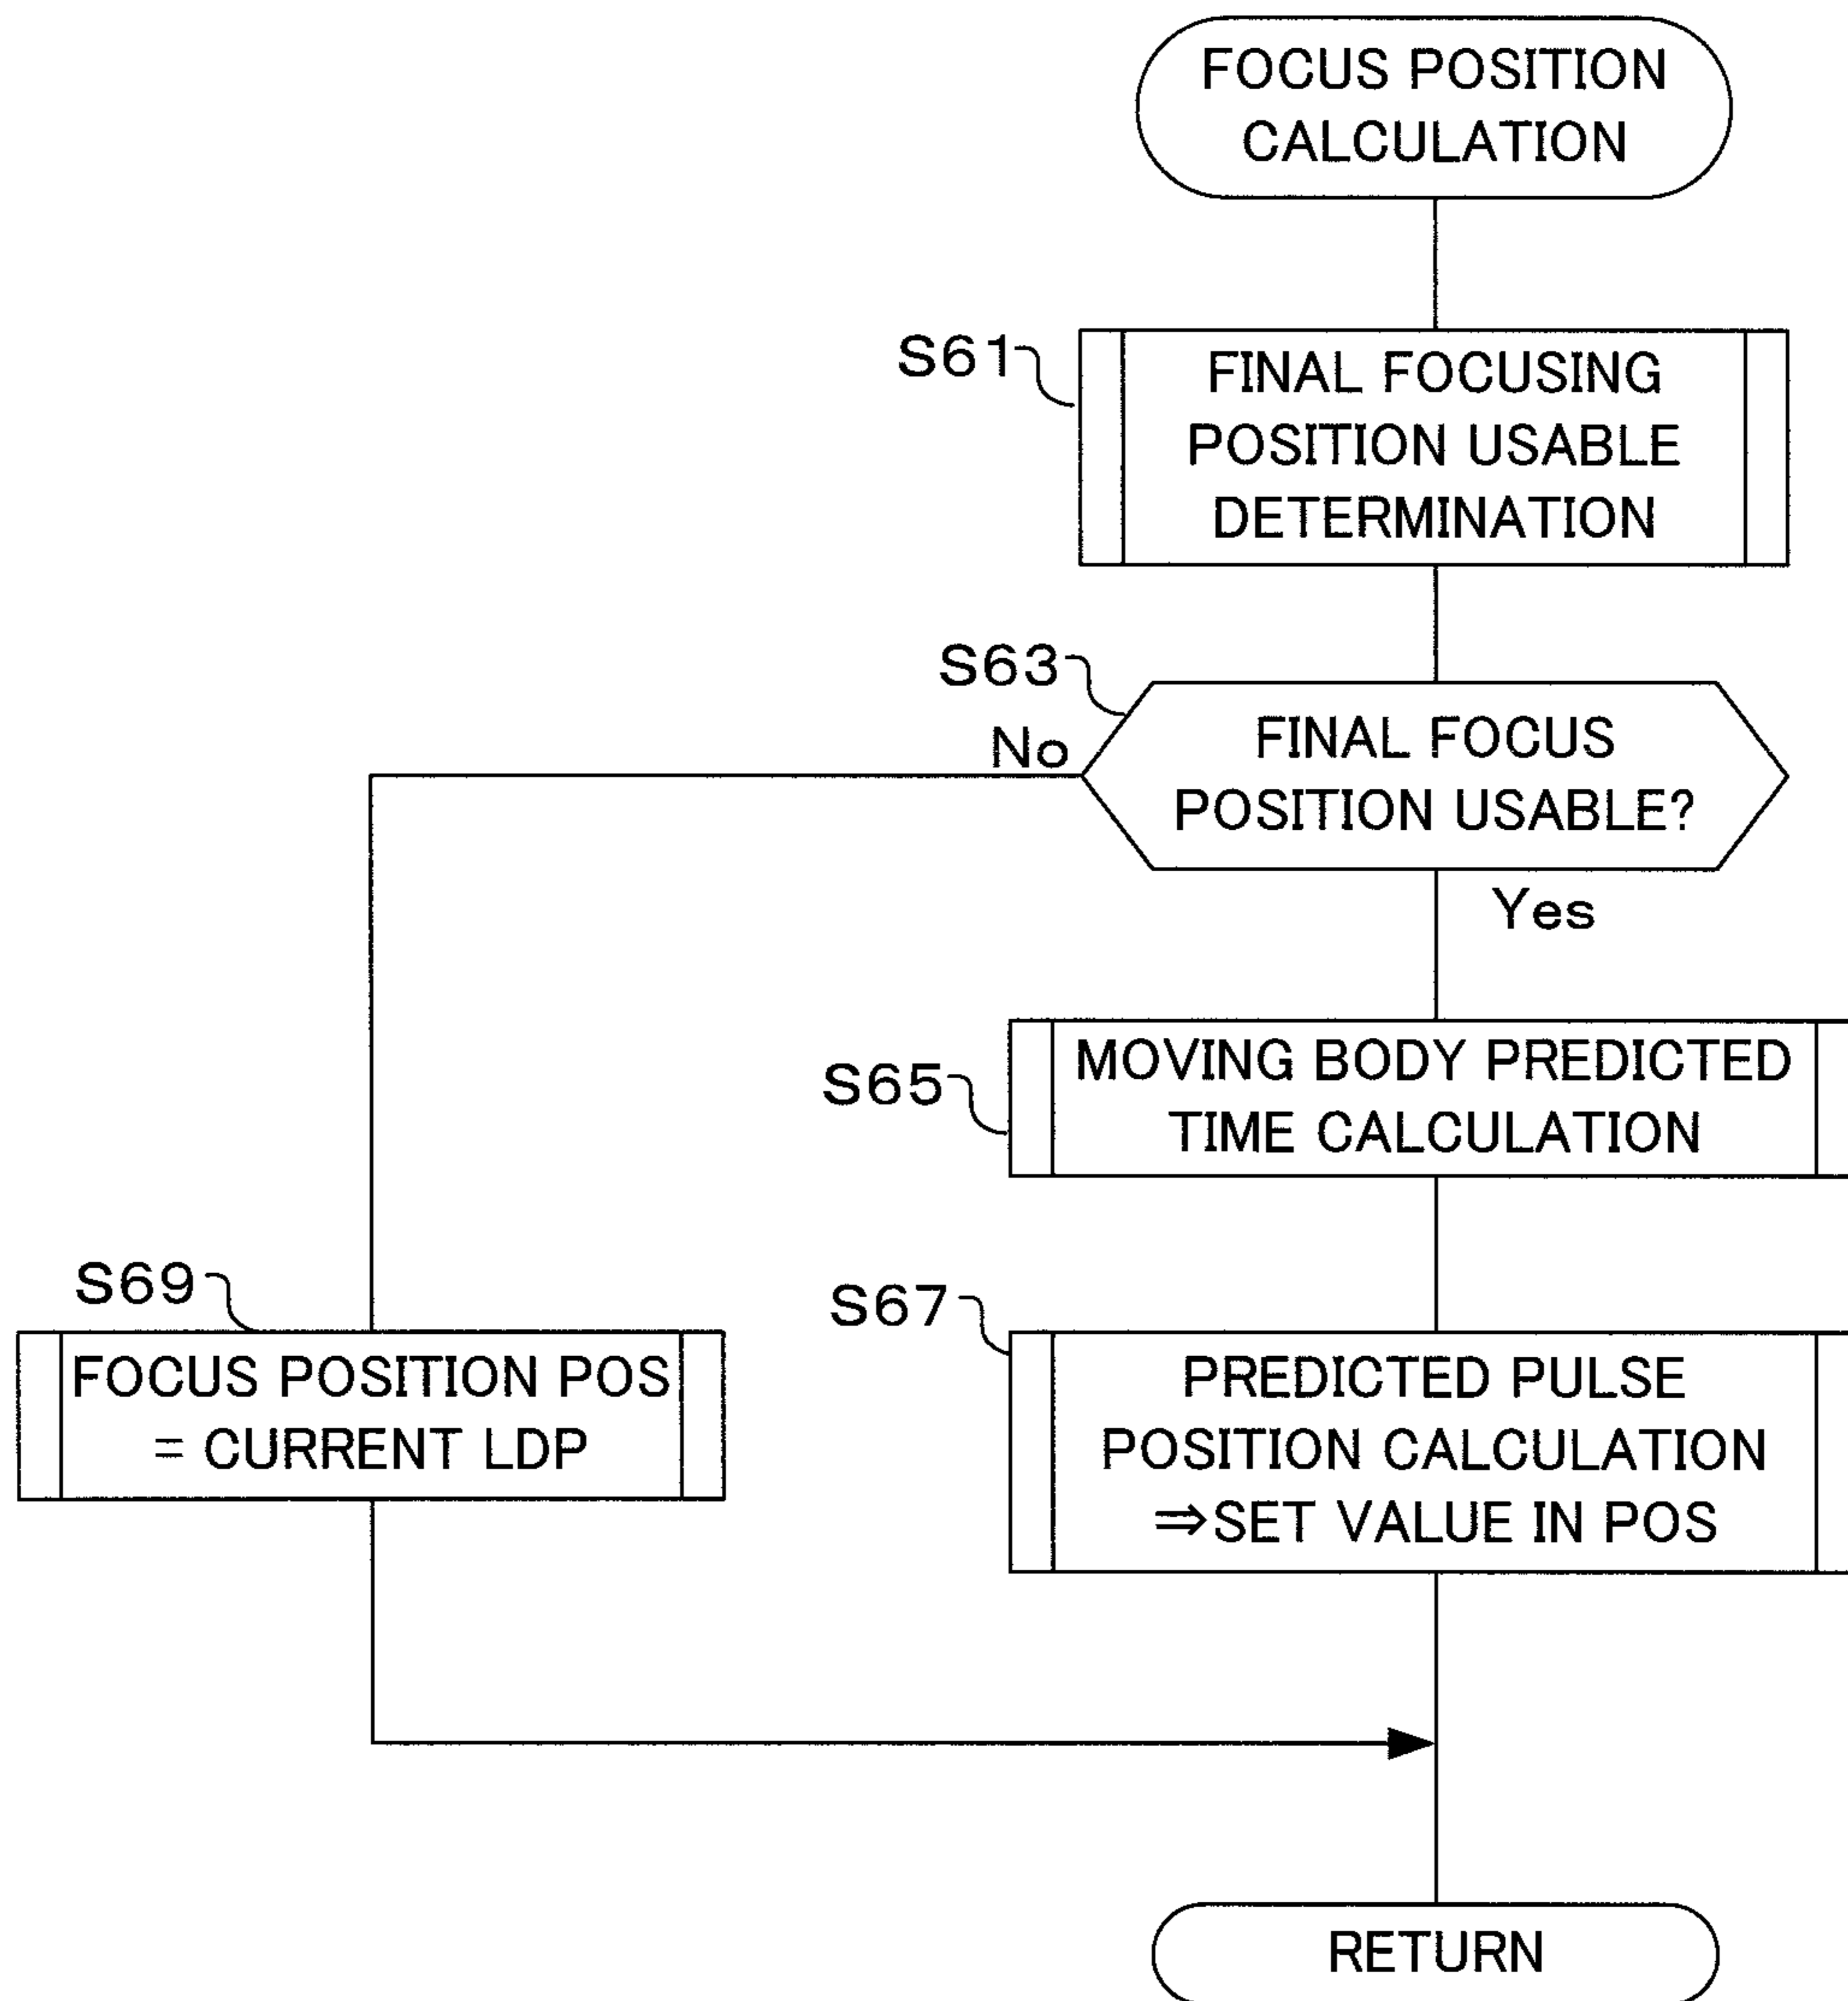 FOCUS POSITION
CALCULATION
S61
FINAL FOCUSING
POSITION USABLE
DETERMINATION
S63
No
FINAL FOCUS
POSITION USABLE?
Yes
S65
MOVING BODY PREDICTED
TIME CALCULATION
S69
FOCUS POSITION POS
= CURRENT LDP
S67
PREDICTED PULSE
POSITION CALCULATION
⇒SET VALUE IN POS
RETURN